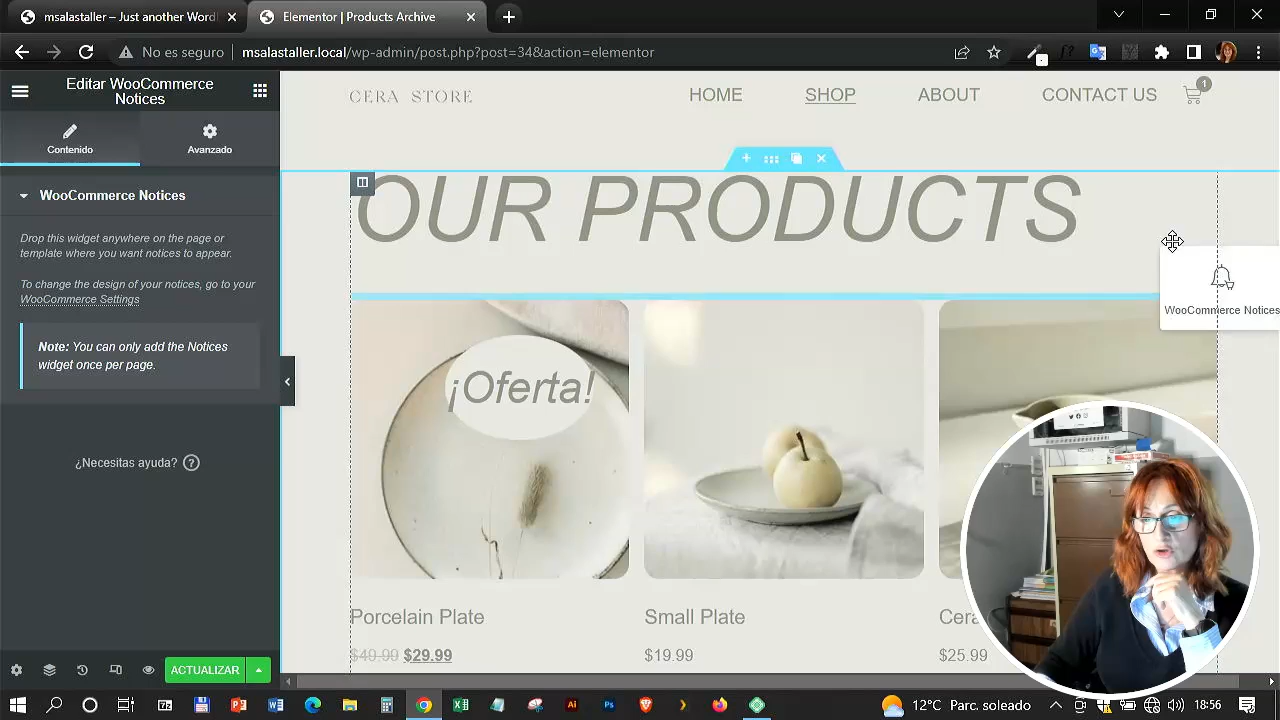 msalastaller – Just another Word
Elementor | Products Archive
No es seguro
msalastaller.local/wp-admin/post.php?post=34&action=elementor
Editar WooCommerce
Notices
Contenido
Avanzado
WooCommerce Notices
Drop this widget anywhere on the page or
template where you want notices to appear.
To change the design of your notices, go to your
WooCommerce Settings
Note: You can only add the Notices
widget once per page.
¿Necesitas ayuda?
ACTUALIZAR
CERA STORE
HOME
SHOP
ABOUT
CONTACT US
1
OUR PRODUCTS
WooCommerce Notices
¡Oferta!
Porcelain Plate
Small Plate
Cera
$49.99 $29.99
$19.99
$25.99
12°C Parc. soleado
18:56